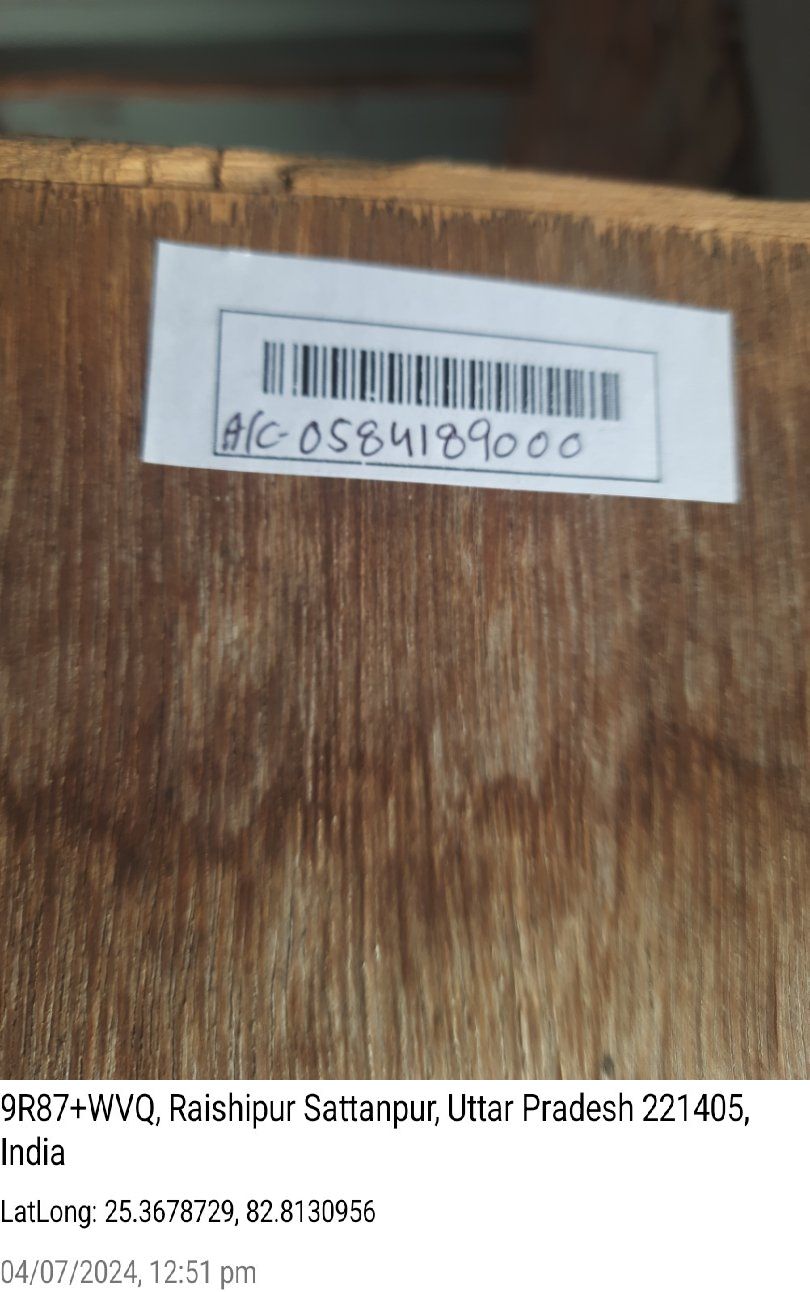 A/C-0584189000
9R87+WVQ, Raishipur Sattanpur, Uttar Pradesh 221405,
India
LatLong: 25.3678729, 82.8130956
04/07/2024, 12:51 pm